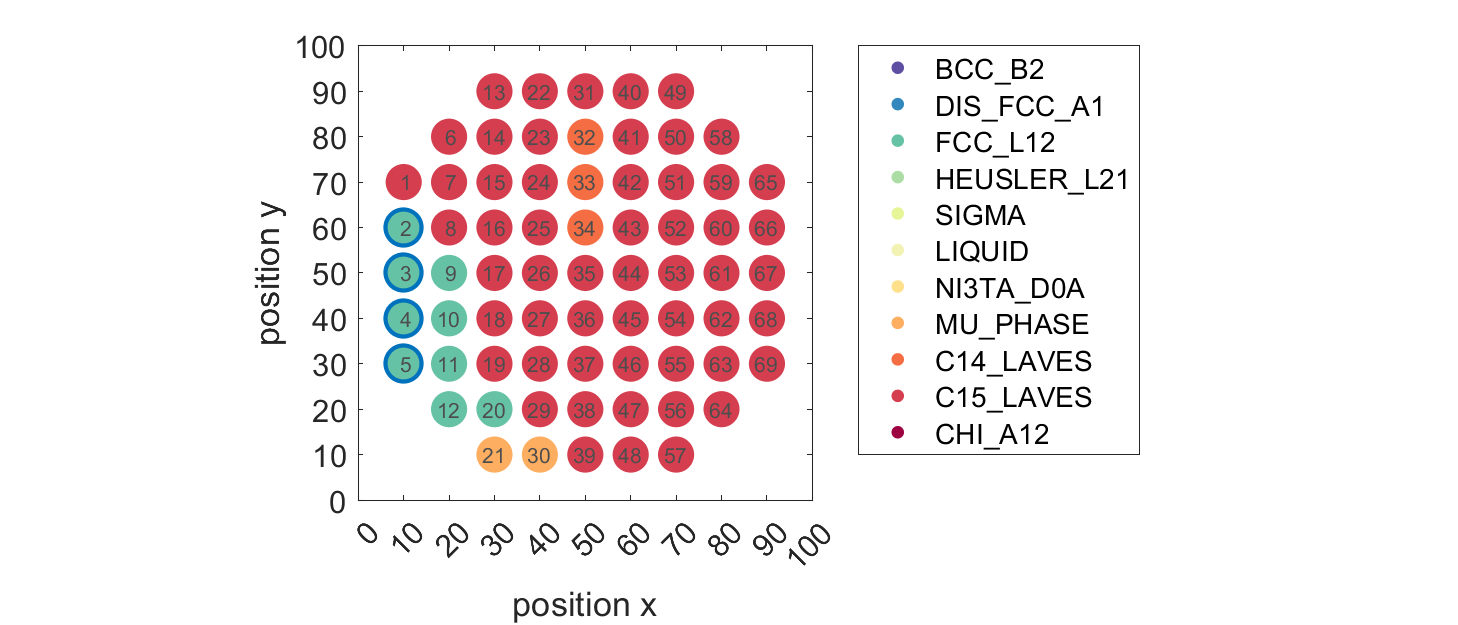 100
90
80
70
60
50
40
30
20
10
0
position y
13 22 31 40 49
6 14 23 32 41 50 58
1 7 15 24 33 42 51 59 65
2 8 16 25 34 43 52 60 66
3 9 17 26 35 44 53 61 67
4 10 18 27 36 45 54 62 68
5 11 19 28 37 46 55 63 69
12 20 29 38 47 56 64
21 30 39 48 57
0 10 20 30 40 50 60 70 80 90 100
position x
BCC_B2
DIS_FCC_A1
FCC_L12
HEUSLER_L21
SIGMA
LIQUID
NI3TA_D0A
MU_PHASE
C14_LAVES
C15_LAVES
CHI_A12